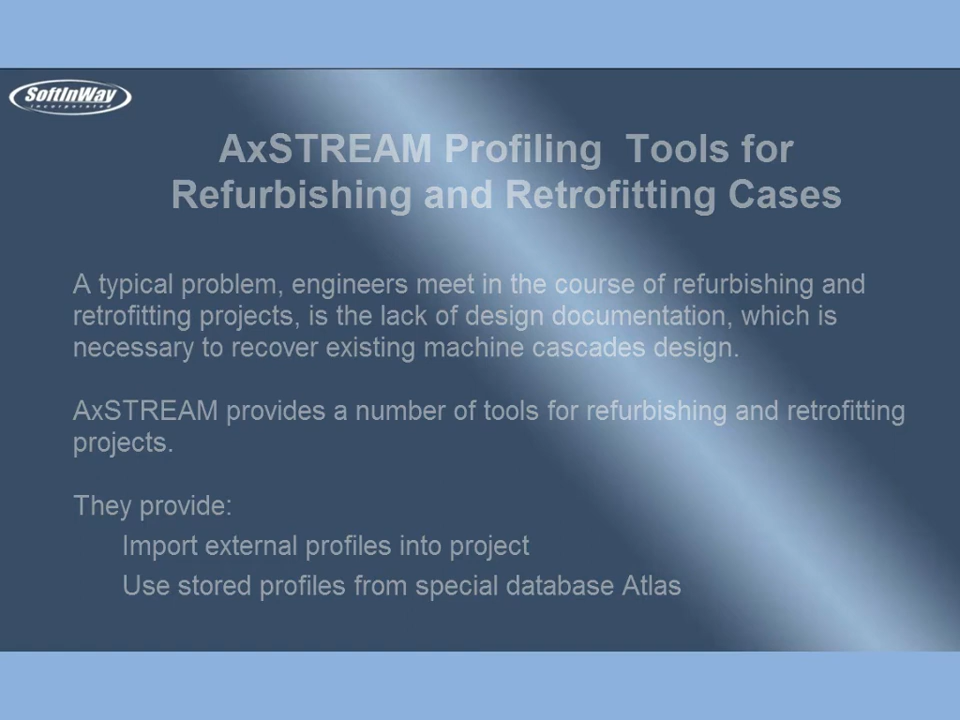 SoftInWay
incorporated
AxSTREAM Profiling Tools for
Refurbishing and Retrofitting Cases
A typical problem, engineers meet in the course of refurbishing and
retrofitting projects, is the lack of design documentation, which is
necessary to recover existing machine cascades design.
AxSTREAM provides a number of tools for refurbishing and retrofitting
projects.
They provide:
Import external profiles into project
Use stored profiles from special database Atlas